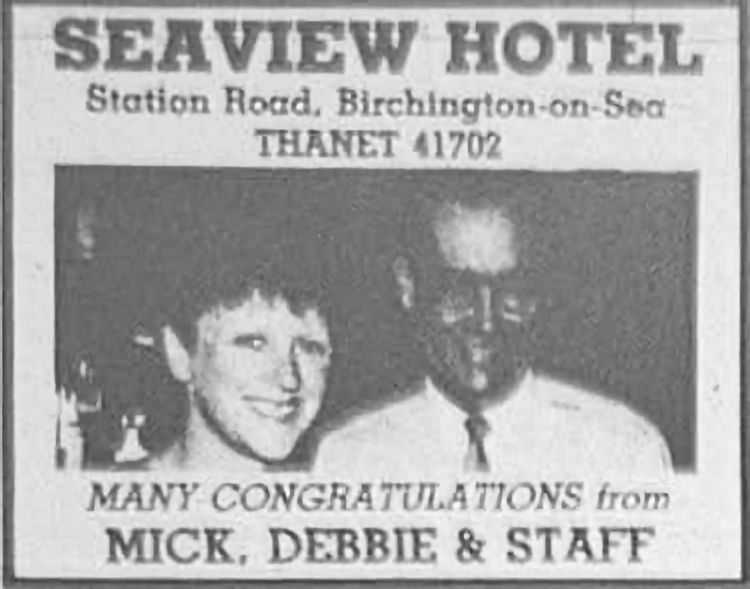 SEAVIEW HOTEL
Station Road, Birchington-on-Sea
THANET 41702
MANY CONGRATULATIONS from
MICK, DEBBIE & STAFF